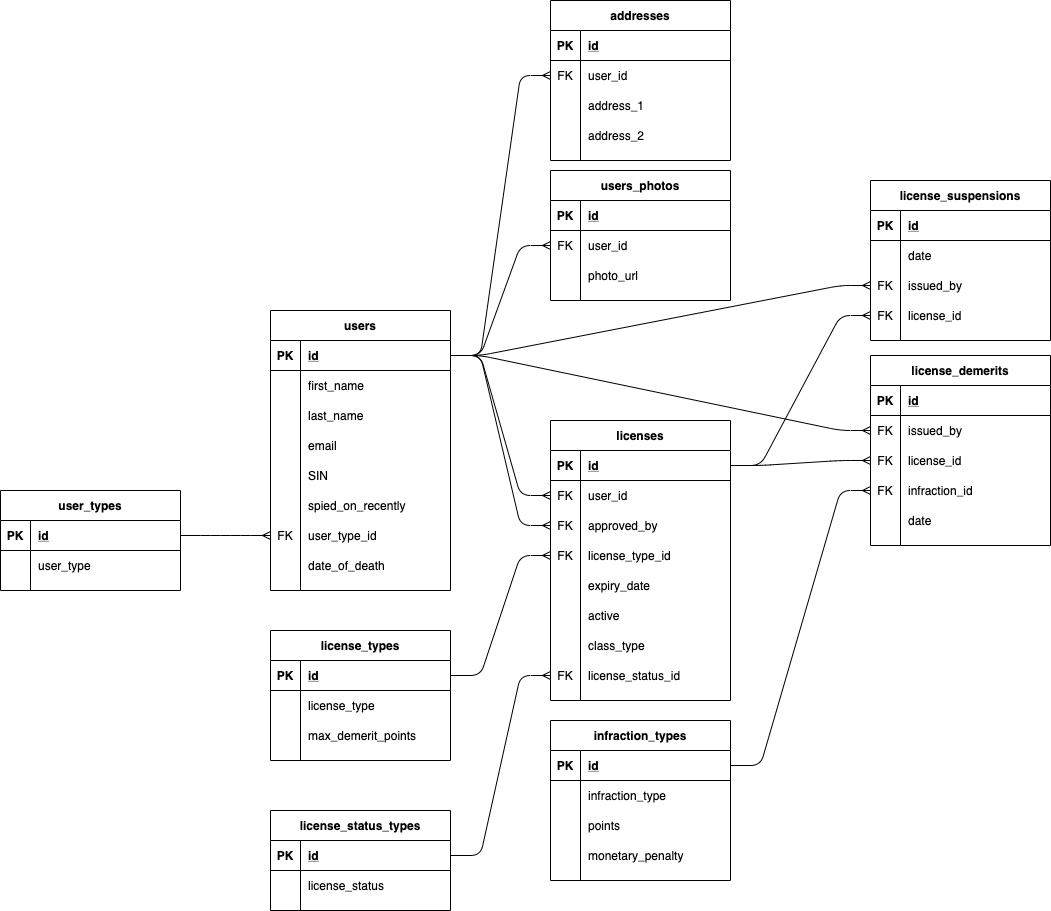 addresses
PK id
FK user_id
address_1
address_2
users_photos
PK id
FK user_id
photo_url
license_suspensions
PK id
date
FK issued_by
FK license_id
users
PK id
first_name
last_name
email
SIN
spied_on_recently
FK user_type_id
date_of_death
license_demerits
PK id
FK issued_by
FK license_id
FK infraction_id
date
licenses
PK id
FK user_id
FK approved_by
FK license_type_id
expiry_date
active
class_type
FK license_status_id
user_types
PK id
user_type
license_types
PK id
license_type
max_demerit_points
infraction_types
PK id
infraction_type
points
monetary_penalty
license_status_types
PK id
license_status